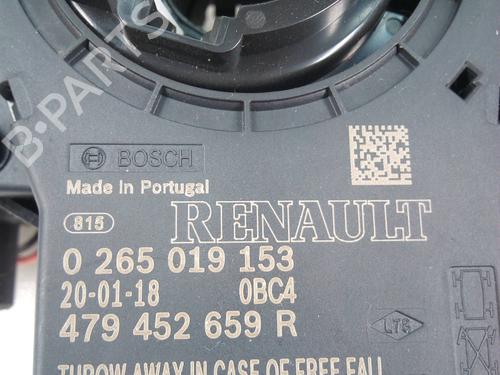 B-PARTS
BOSCH
Made in Portugal
815
RENAULT
0 265 019 153
20-01-18 0BC4
479 452 659 R
THROW AWAY IN CASE OF FREE FALL